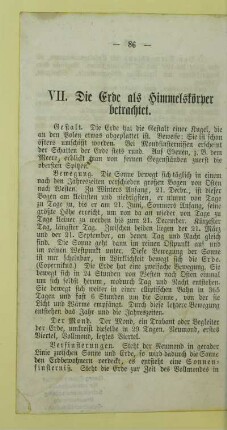 — 86 —
VII. Die Erde als Himmelskörper
betrachtet.
Gestalt. Die Erde hat die Gestalt einer Kugel, die
an den Polen etwas abgeplattet ist. Beweise: Sie ist schon
öfters umschifft worden. Bei Mondsfinsternissen erscheint
der Schatten der Erde stets rund. Auf Ebenen, z. B. dem
Meere, erblickt man von fernen Gegenständen zuerst die
obersten Spitzen.
Bewegung. Die Sonne bewegt sich täglich in einem
nach den Jahreszeiten verschieden großen Bogen von Osten
nach Westen. Zu Winters Anfang, 21. Dezbr., ist dieser
Bogen am kleinsten und niedrigsten, er nimmt von Tage
zu Tage zu, bis er am 21. Juni, Sommers Anfang, seine
größte Höhe erreicht, um von da an wieder von Tage zu
Tage kleiner zu werden bis zum 21. Dezember. Kürzester
Tag, längster Tag. Zwischen beiden liegen der 21. März
und der 21. September, an denen Tag und Nacht gleich
sind. Die Sonne geht dann im einem Ostpunkt auf und
im reinen Westpunkt unter. Diese Bewegung der Sonne
ist nur scheinbar, in Wirklichkeit bewegt sich die Erde.
(Copernikus.) Die Erde hat eine zweifache Bewegung. Sie
bewegt sich in 24 Stunden von Westen nach Osten einmal
um sich selbst herum, wodurch Tag und Nacht entstehen.
Sie bewegt sich weiter in einer elliptischen Bahn in 365
Tagen und fast 6 Stunden um die Sonne, von der sie
Licht und Wärme empfängt. Durch diese letztere Bewegung
entstehen das Jahr und die Jahreszeiten.
Der Mond. Der Mond, ein Trabant oder Begleiter
der Erde, umkreist dieselbe in 29 Tagen. Neumond, erstes
Viertel, Vollmond, letztes Viertel.
Verfinsterungen. Steht der Neumond in gerader
Linie zwischen Sonne und Erde, so wird dadurch die Sonne
den Erdbewohnern verdeckt, es entsteht eine Sonnen-
finsterniß. Steht die Erde zur Zeit des Vollmondes in